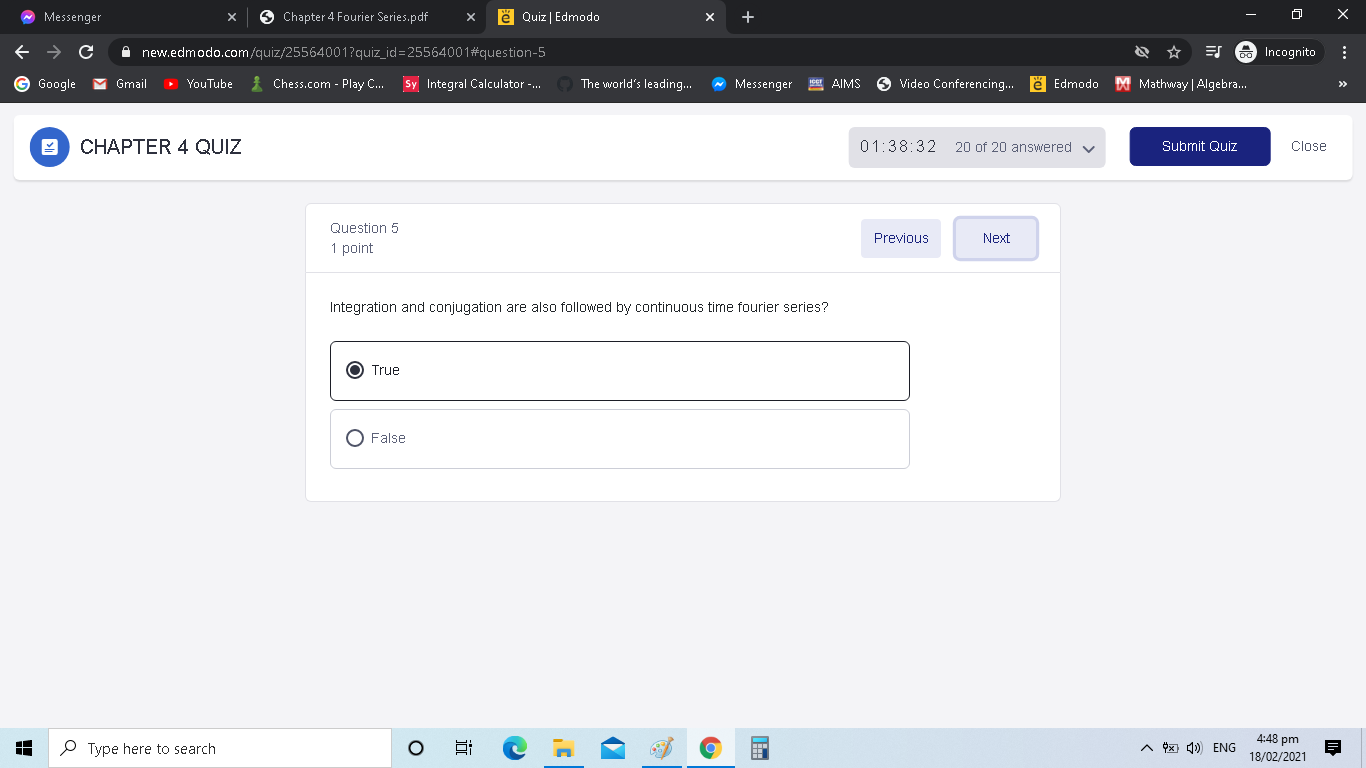 Messenger
Chapter 4 Fourier Series.pdf
Quiz | Edmodo
new.edmodo.com/quiz/25564001?quiz_id=25564001#question-5
Incognito
Google
Gmail
YouTube
Chess.com - Play C...
Sy
Integral Calculator -...
The world's leading...
Messenger
AIMS
Video Conferencing...
Edmodo
Mathway | Algebra...
»
CHAPTER 4 QUIZ
01:38:32 20 of 20 answered
Submit Quiz
Close
Question 5
1 point
Previous
Next
Integration and conjugation are also followed by continuous time fourier series?
True
False
Type here to search
ENG
4:48 pm
18/02/2021